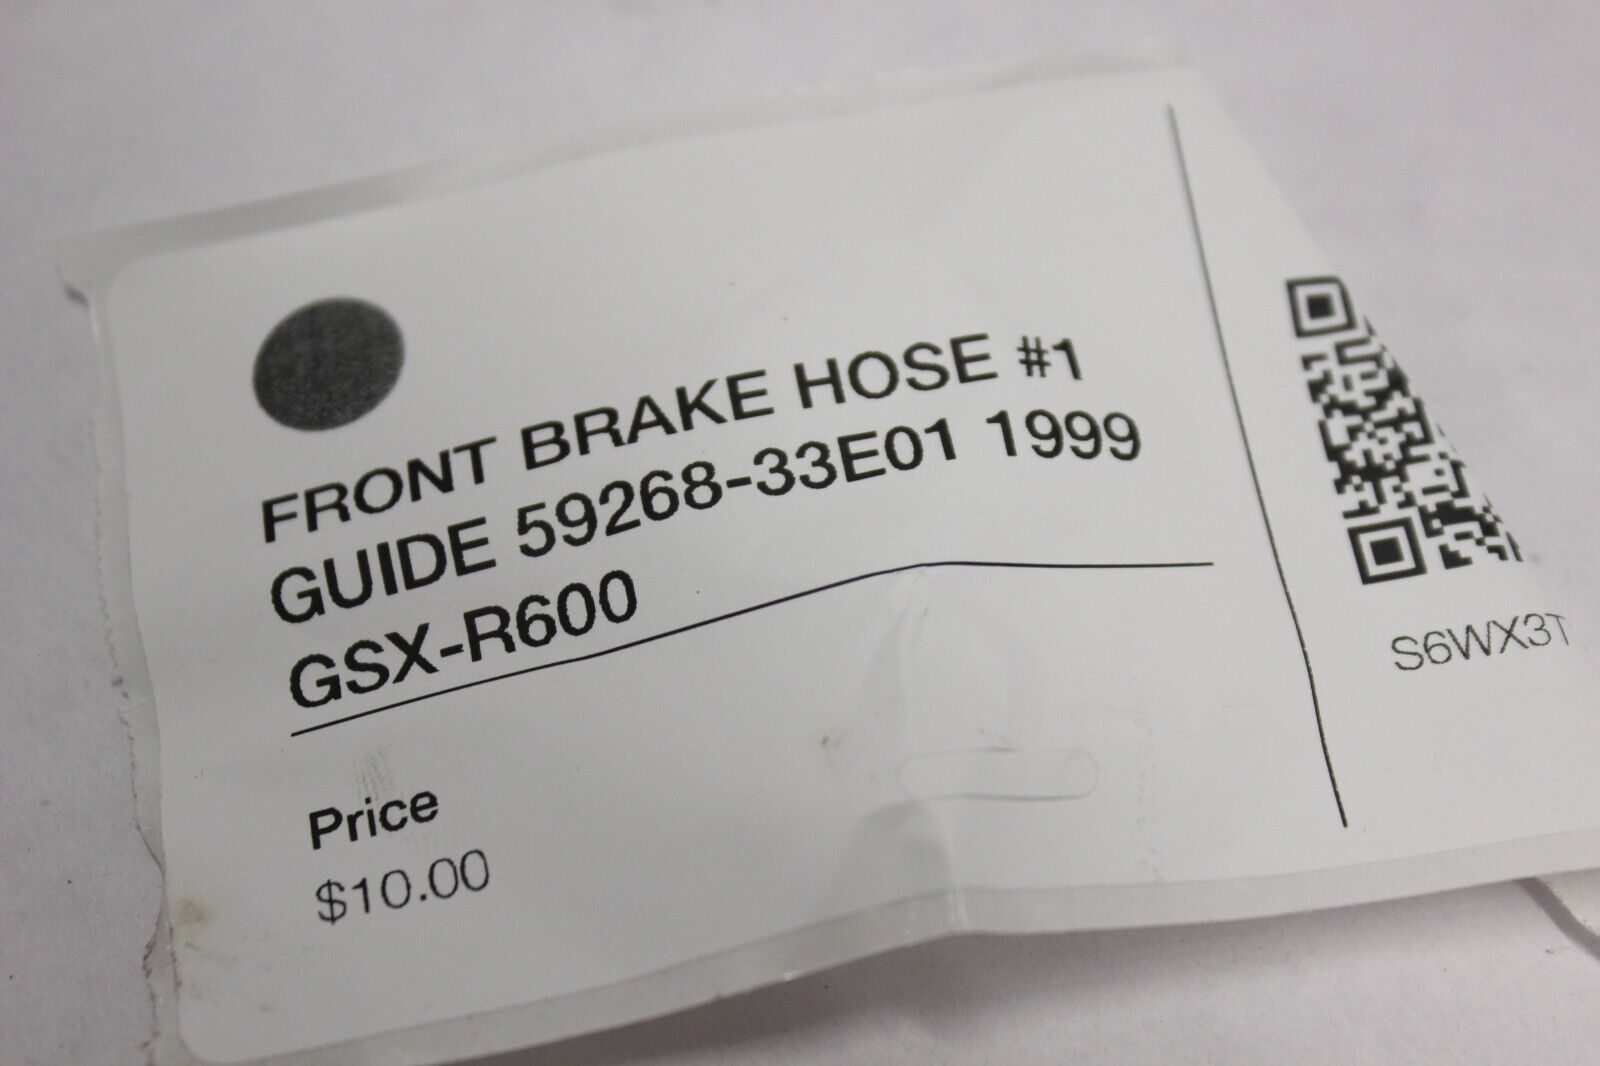 FRONT BRAKE HOSE #1
GUIDE 59268-33E01 1999
GSX-R600
Price
$10.00
S6WX3T